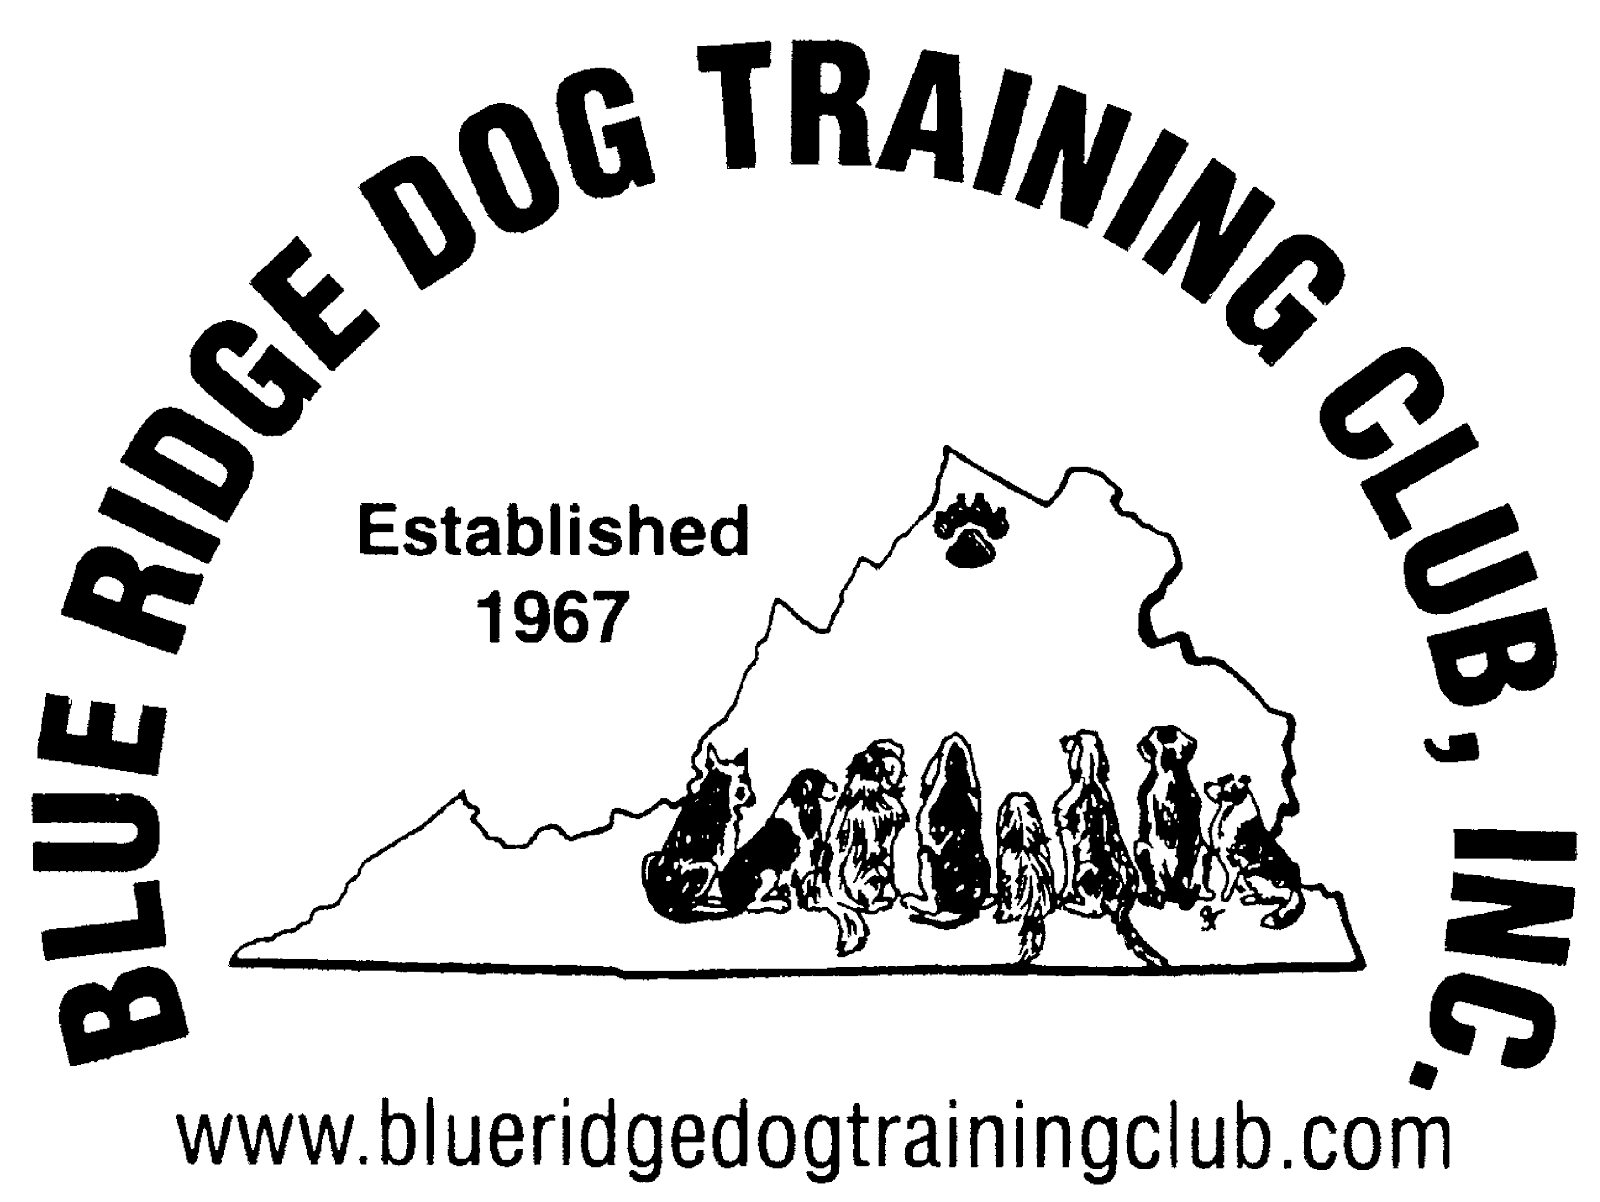 BLUE RIDGE DOG TRAINING CLUB, INC.
Established
1967
www.blueridgedogtrainingclub.com